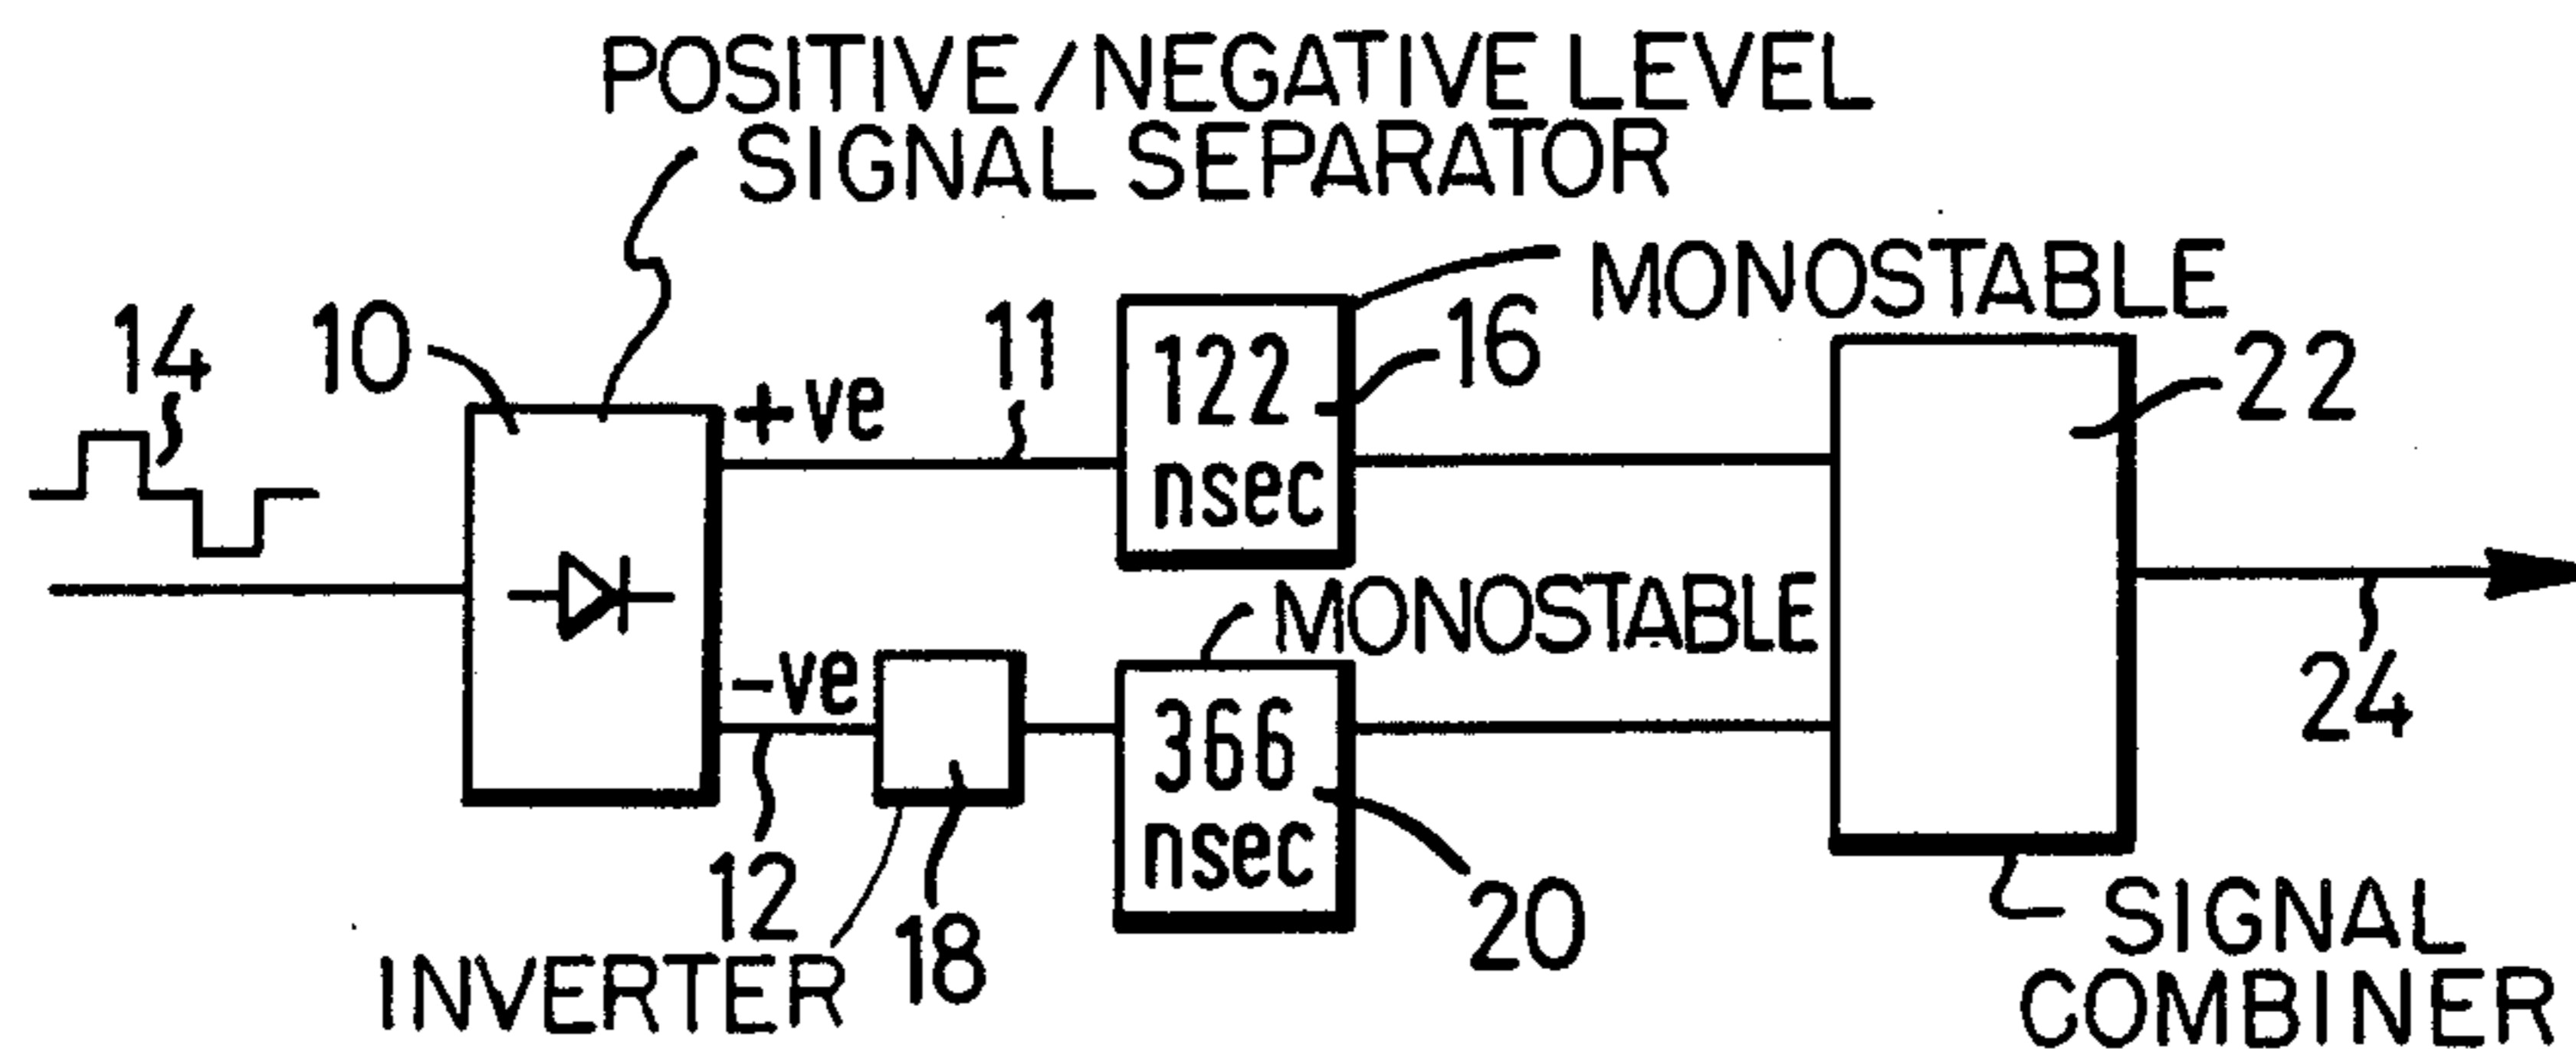 POSITIVE/NEGATIVE LEVEL
SIGNAL SEPARATOR
MONOSTABLE
14
10
+ve
11
122
nsec
16
22
MONOSTABLE
-ve
366
nsec
24
12
18
20
INVERTER
SIGNAL
COMBINER